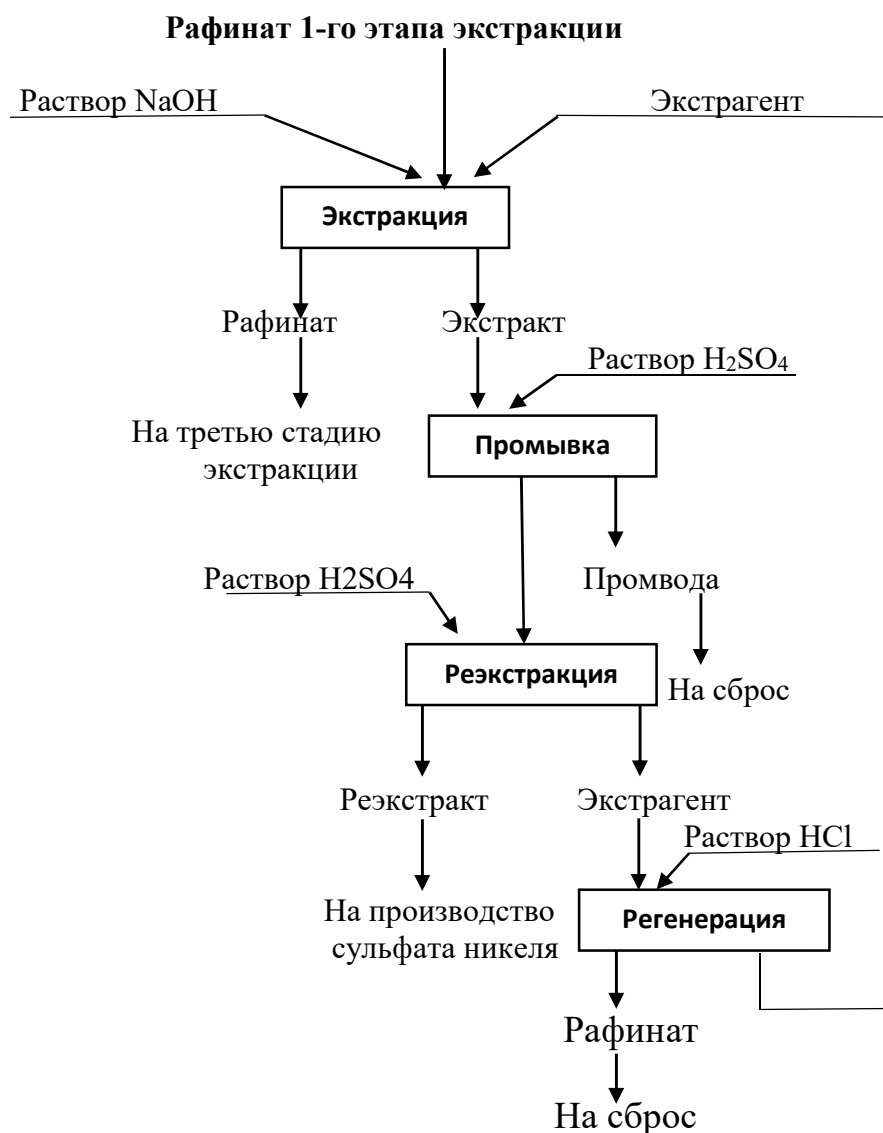 Рафинат 1-го этапа экстракции
Раствор NaOH
Экстрагент
Экстракция
Рафинат
Экстракт
Раствор H₂SO₄
На третью стадию
экстракции
Промывка
Раствор H2SO4
Промвода
Реэкстракция
На сброс
Реэкстракт
Экстрагент
Раствор HCl
На производство
сульфата никеля
Регенерация
Рафинат
На сброс